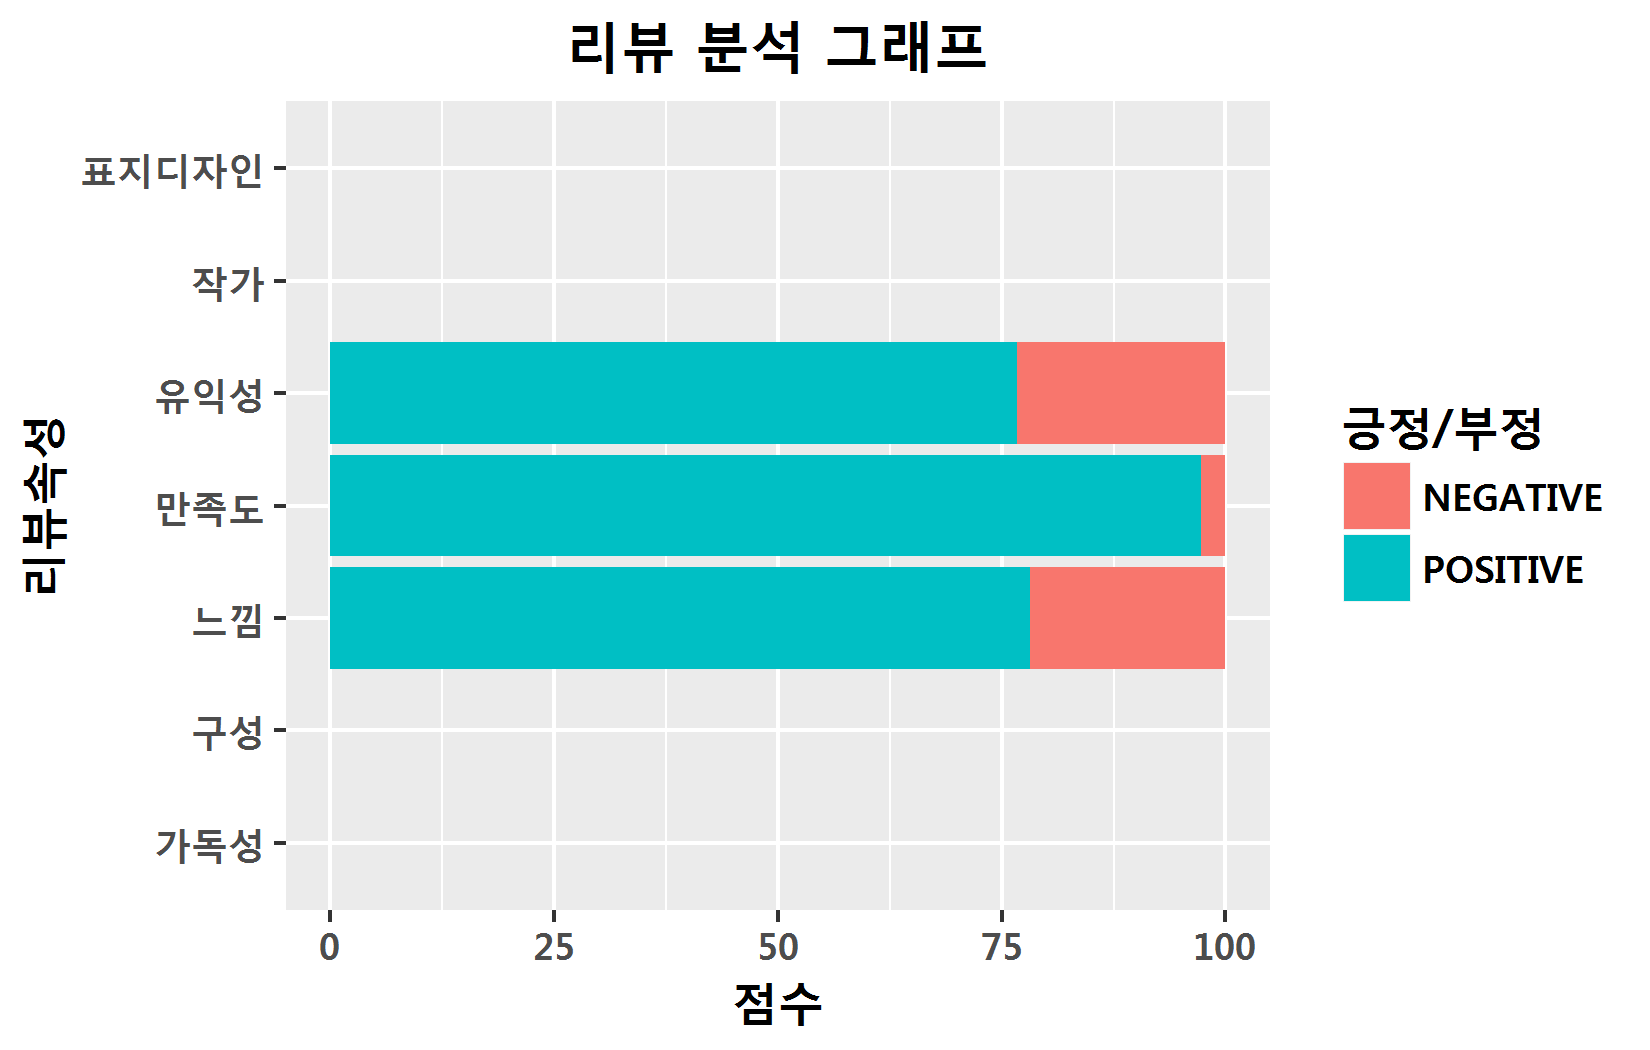 리뷰 분석 그래프
표지디자인
작가
유익성
만족도
느낌
구성
가독성
리뷰속성
0 25 50 75 100
점수
긍정/부정
NEGATIVE
POSITIVE